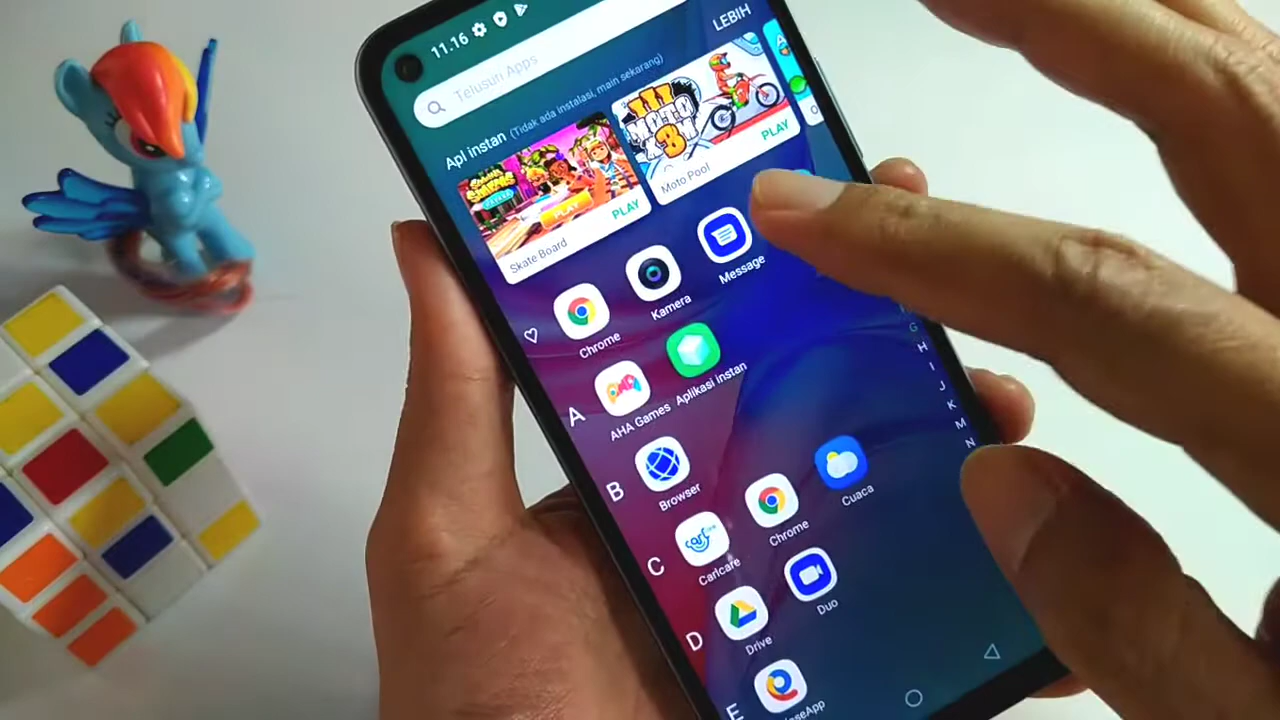 11.16
Telusuri Apps
LEBIH
Apl instan (Tidak ada instalasi, main sekarang)
PLAY
Skate Board
PLAY
MOTO
Moto Pool
PLAY
Chrome
Kamera
Message
A
AHA Games
Aplikasi instan
B
Browser
C
Carlcare
Chrome
Cuaca
D
Drive
Duo
E
G
H
I
J
K
M
N